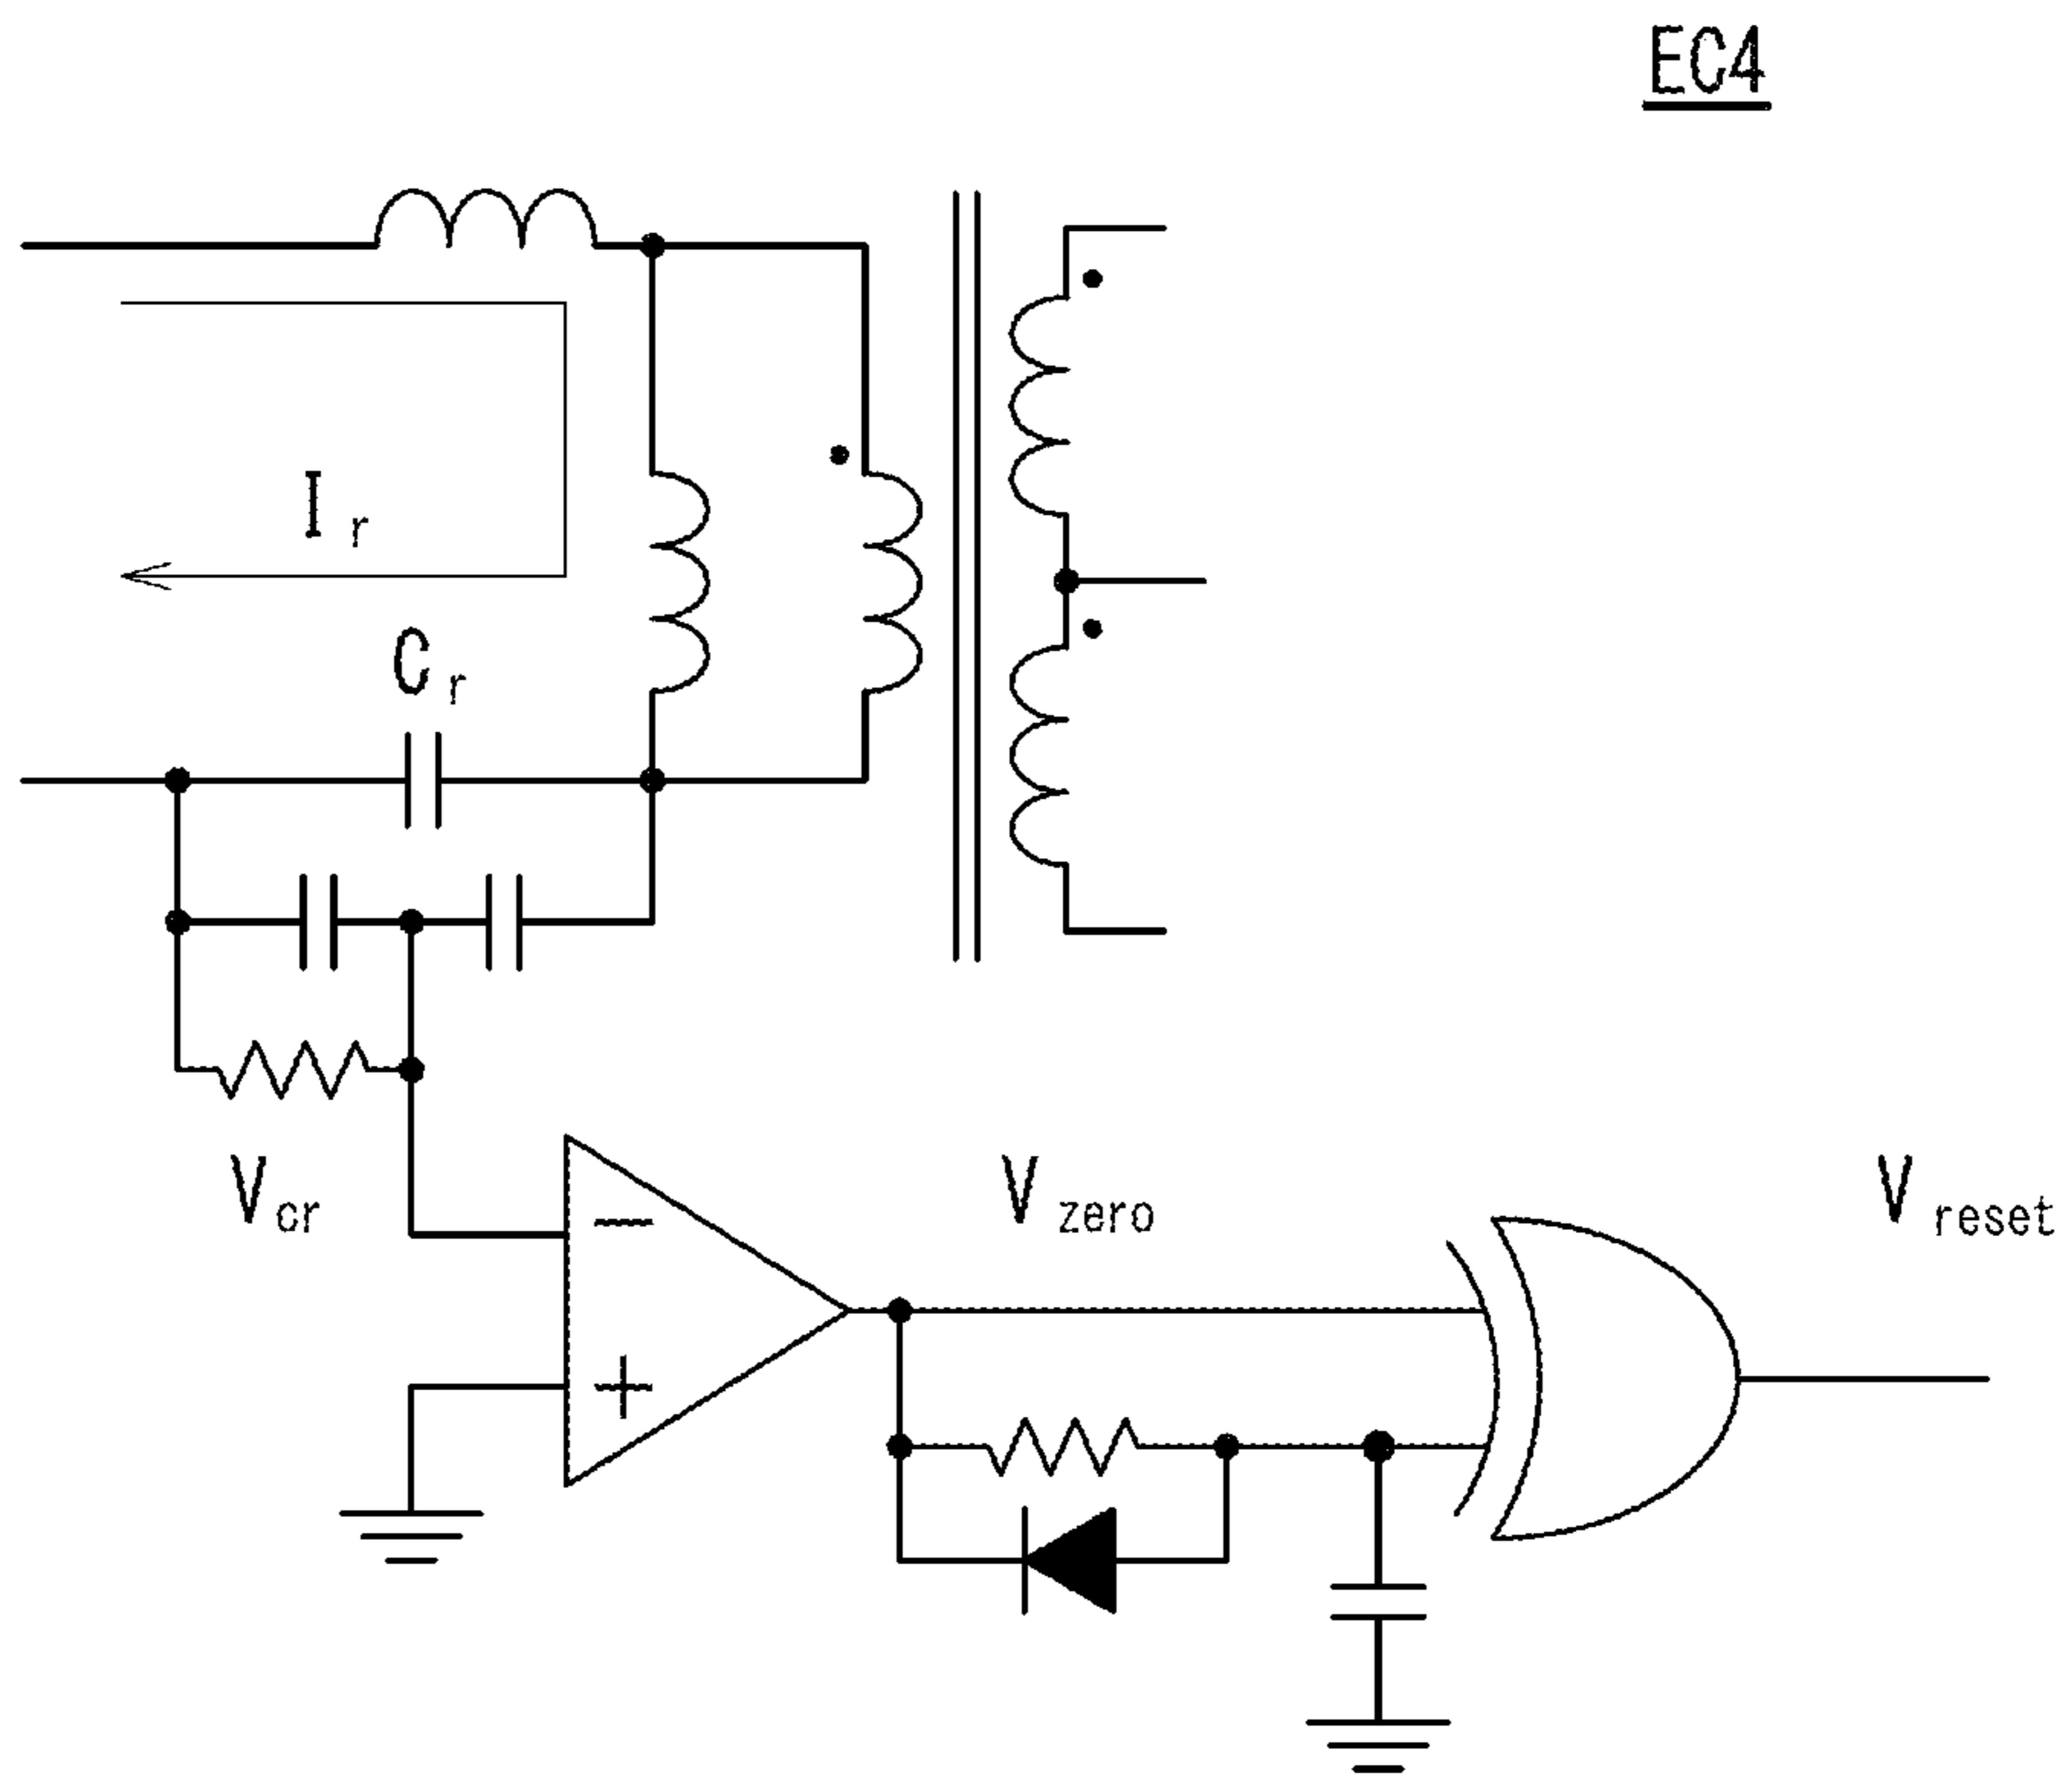 EC4
I r
C r
V cr
V zero
V reset
−
+